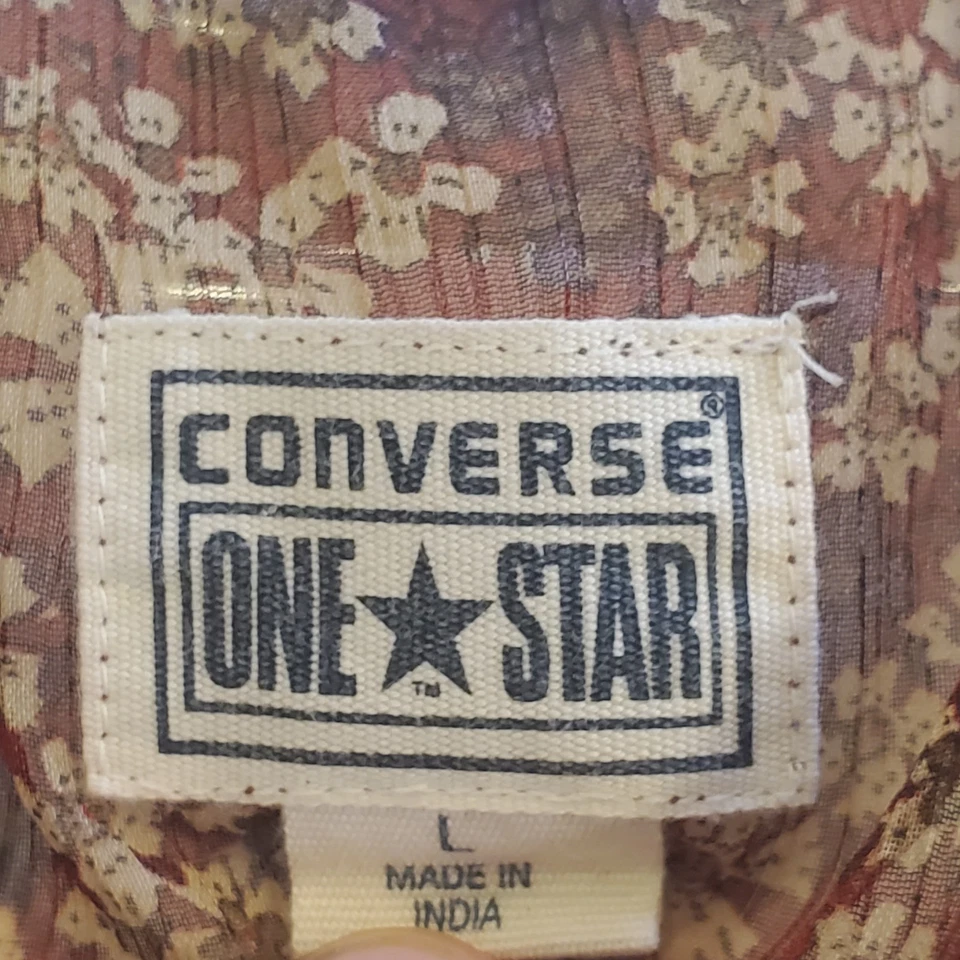 CONVERSE®
ONE★STAR
™
L
MADE IN
INDIA